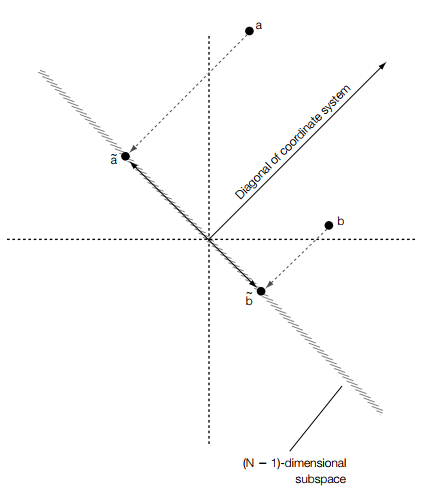 a
Diagonal of coordinate system
ã
b
b̃
(N − 1)-dimensional
subspace